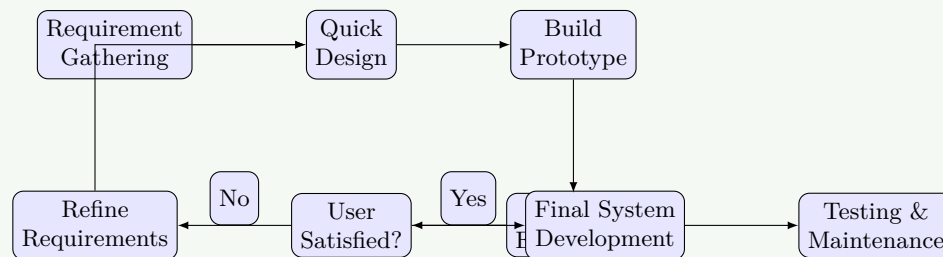 Requirement
Gathering
Quick
Design
Build
Prototype
Refine
Requirements
No
User
Satisfied?
Yes
Final System
Development
Testing &
Maintenance